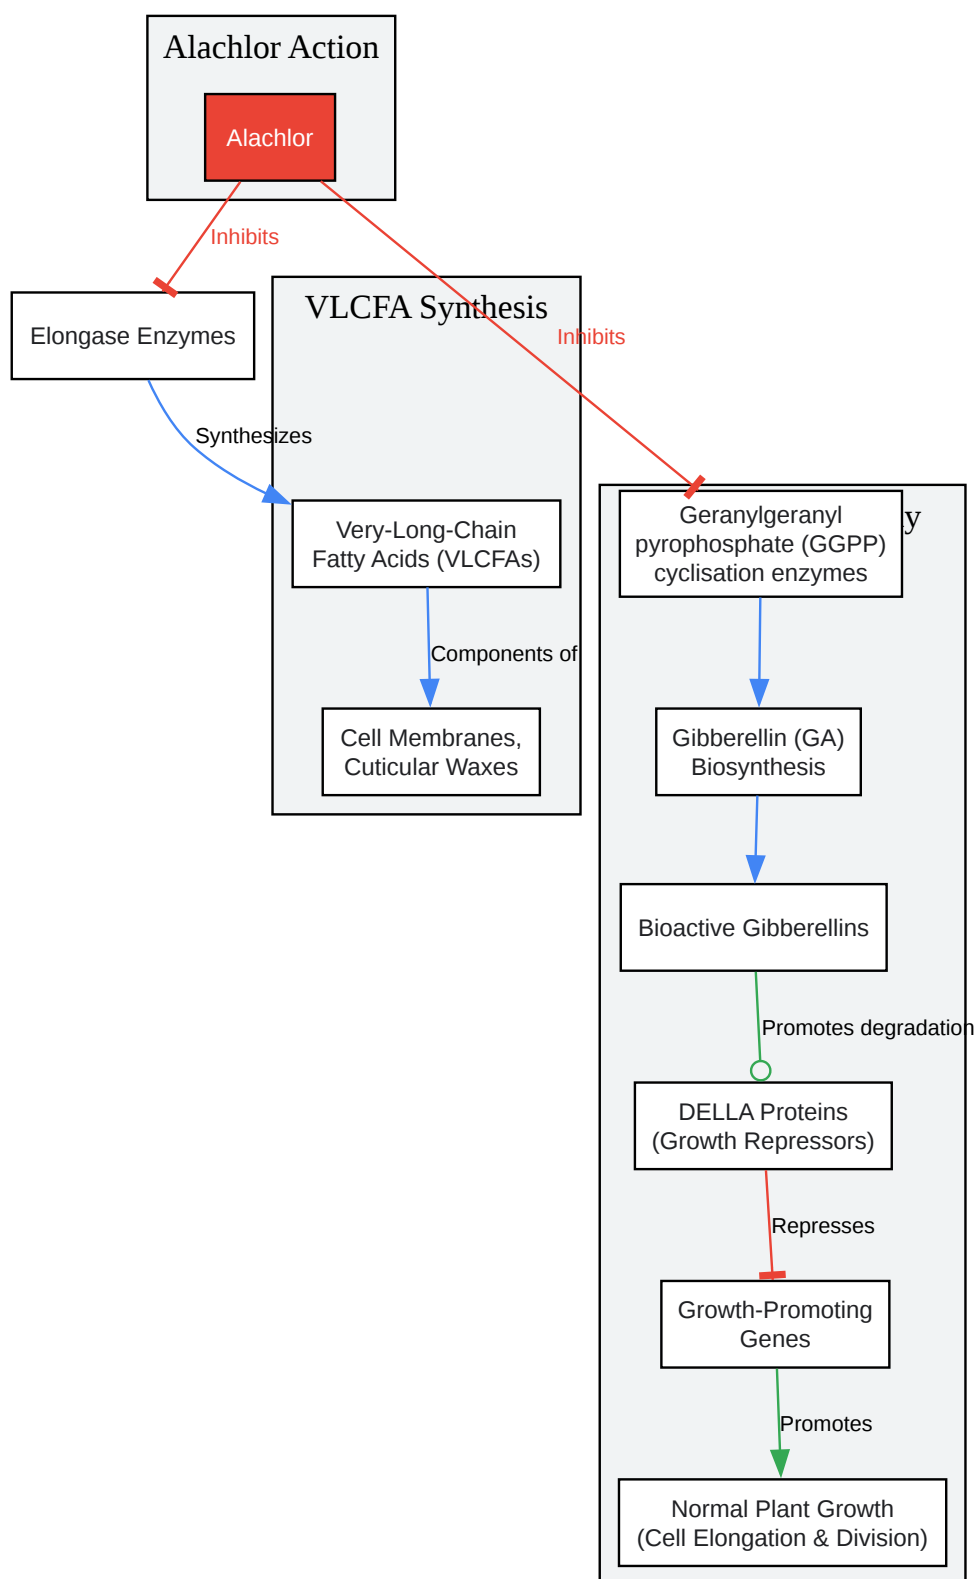 Alachlor Action
Alachlor
Inhibits
Elongase Enzymes
VLCFA Synthesis
Inhibits
Synthesizes
Very-Long-Chain
Fatty Acids (VLCFAs)
Geranylgeranyl
pyrophosphate (GGPP)
cyclisation enzymes
Components of
Cell Membranes,
Cuticular Waxes
Gibberellin (GA)
Biosynthesis
Bioactive Gibberellins
Promotes degradation
DELLA Proteins
(Growth Repressors)
Represses
Growth-Promoting
Genes
Promotes
Normal Plant Growth
(Cell Elongation & Division)